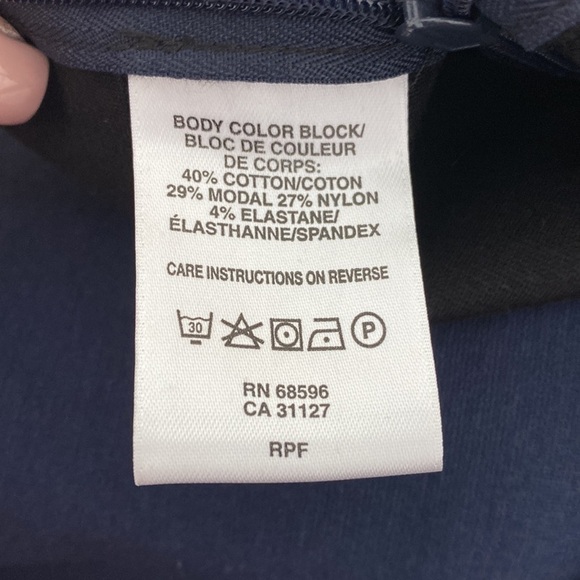 BODY COLOR BLOCK/
BLOC DE COULEUR
DE CORPS:
40% COTTON/COTON
29% MODAL 27% NYLON
4% ELASTANE/
ÉLASTHANNE/SPANDEX
CARE INSTRUCTIONS ON REVERSE
30 P
RN 68596
CA 31127
RPF